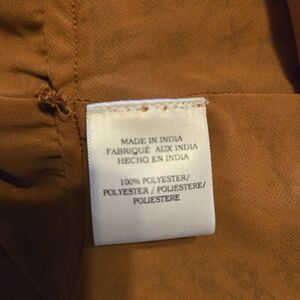 MADE IN INDIA
FABRIQUÉ AUX INDIA
HECHO EN INDIA
100% POLYESTER/
POLYESTER / POLIESTERE/
POLIESTERE